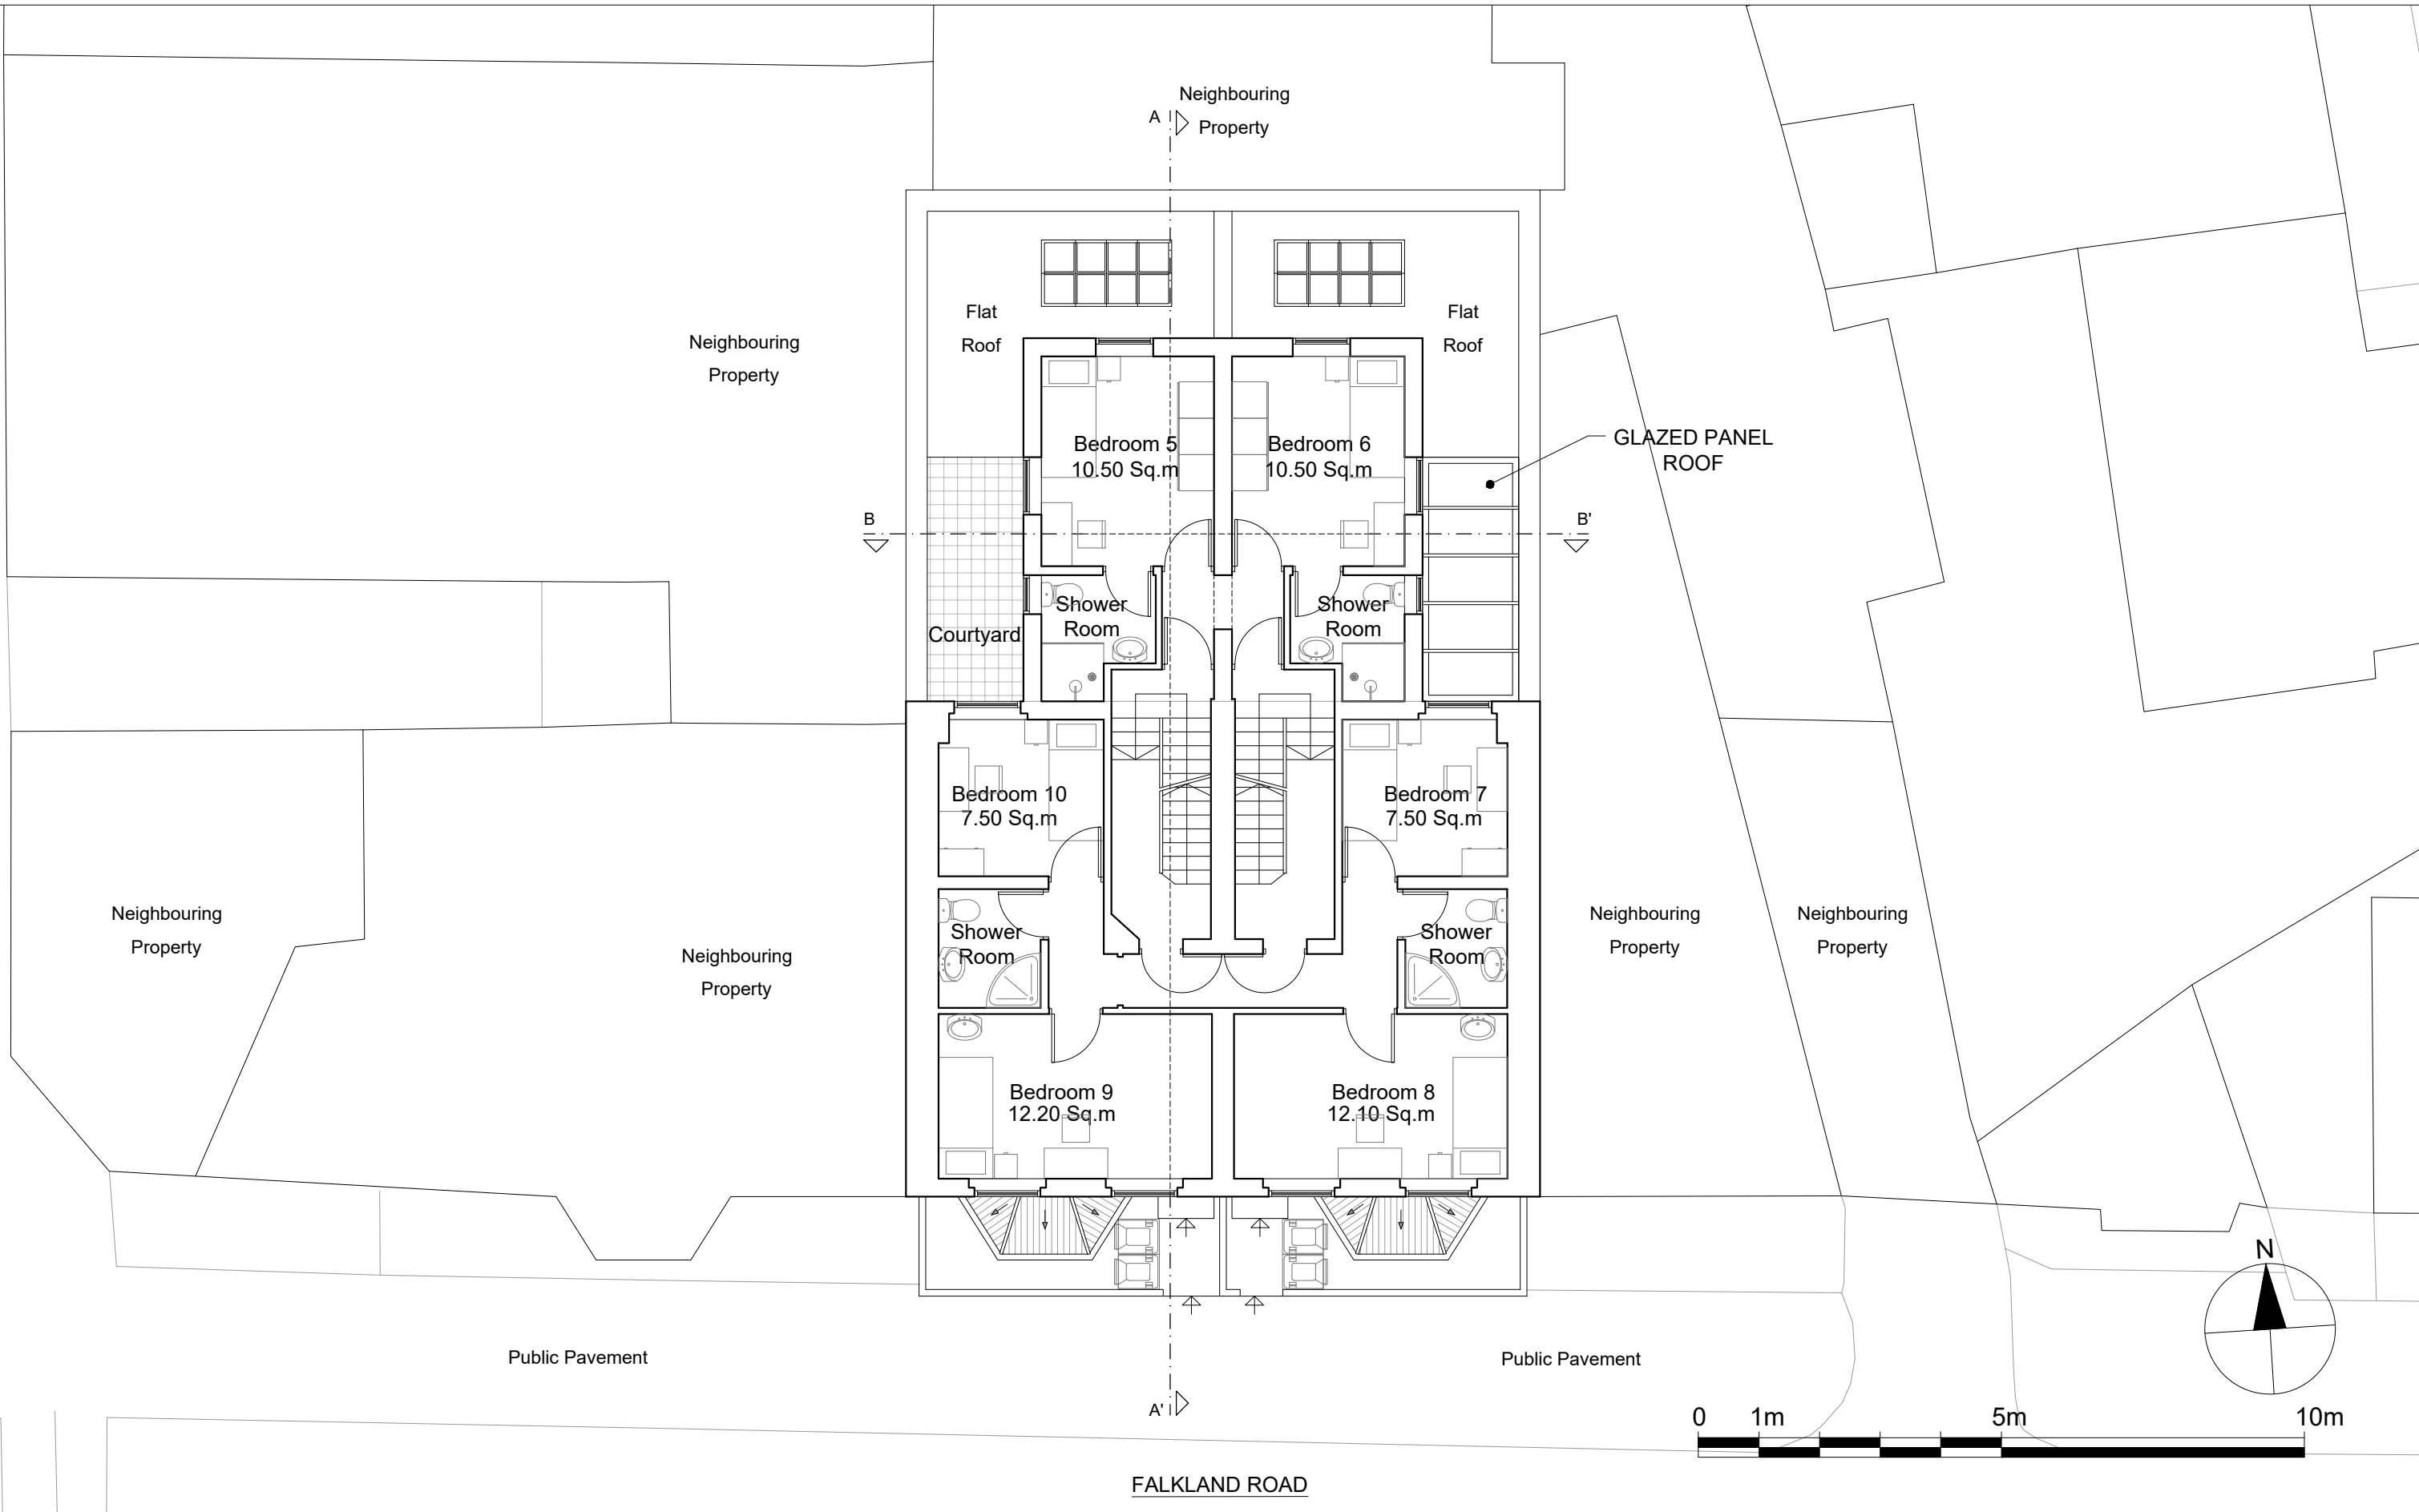 Neighbouring
Property
A
Flat
Roof
Flat
Roof
Neighbouring
Property
Bedroom 5
10.50 Sq.m
Bedroom 6
10.50 Sq.m
GLAZED PANEL
ROOF
B
B'
Shower
Room
Shower
Room
Courtyard
Bedroom 10
7.50 Sq.m
Bedroom 7
7.50 Sq.m
Neighbouring
Property
Shower
Room
Shower
Room
Neighbouring
Property
Neighbouring
Property
Neighbouring
Property
Bedroom 9
12.20 Sq.m
Bedroom 8
12.10 Sq.m
N
Public Pavement
Public Pavement
A'
0 1m 5m 10m
FALKLAND ROAD